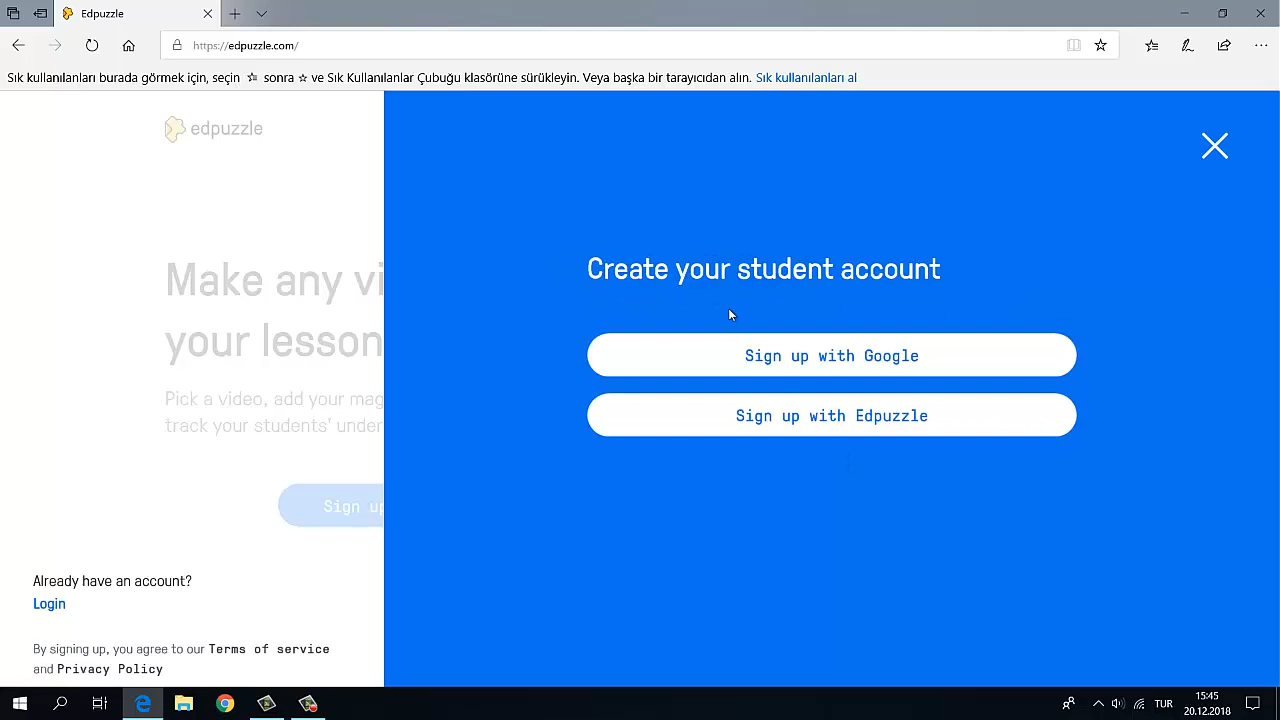 Edpuzzle
https://edpuzzle.com/
Sık kullanılanları burada görmek için, seçin ☆ sonra ☆ ve Sık Kullanılanlar Çubuğu klasörüne sürükleyin. Veya başka bir tarayıcıdan alın. Sık kullanılanları al
edpuzzle
Make any vi
your lesson
Pick a video, add your mag
track your students' under
Sign up
Already have an account?
Login
By signing up, you agree to our Terms of service
and Privacy Policy
Create your student account
Sign up with Google
Sign up with Edpuzzle
TUR
15:45
20.12.2018